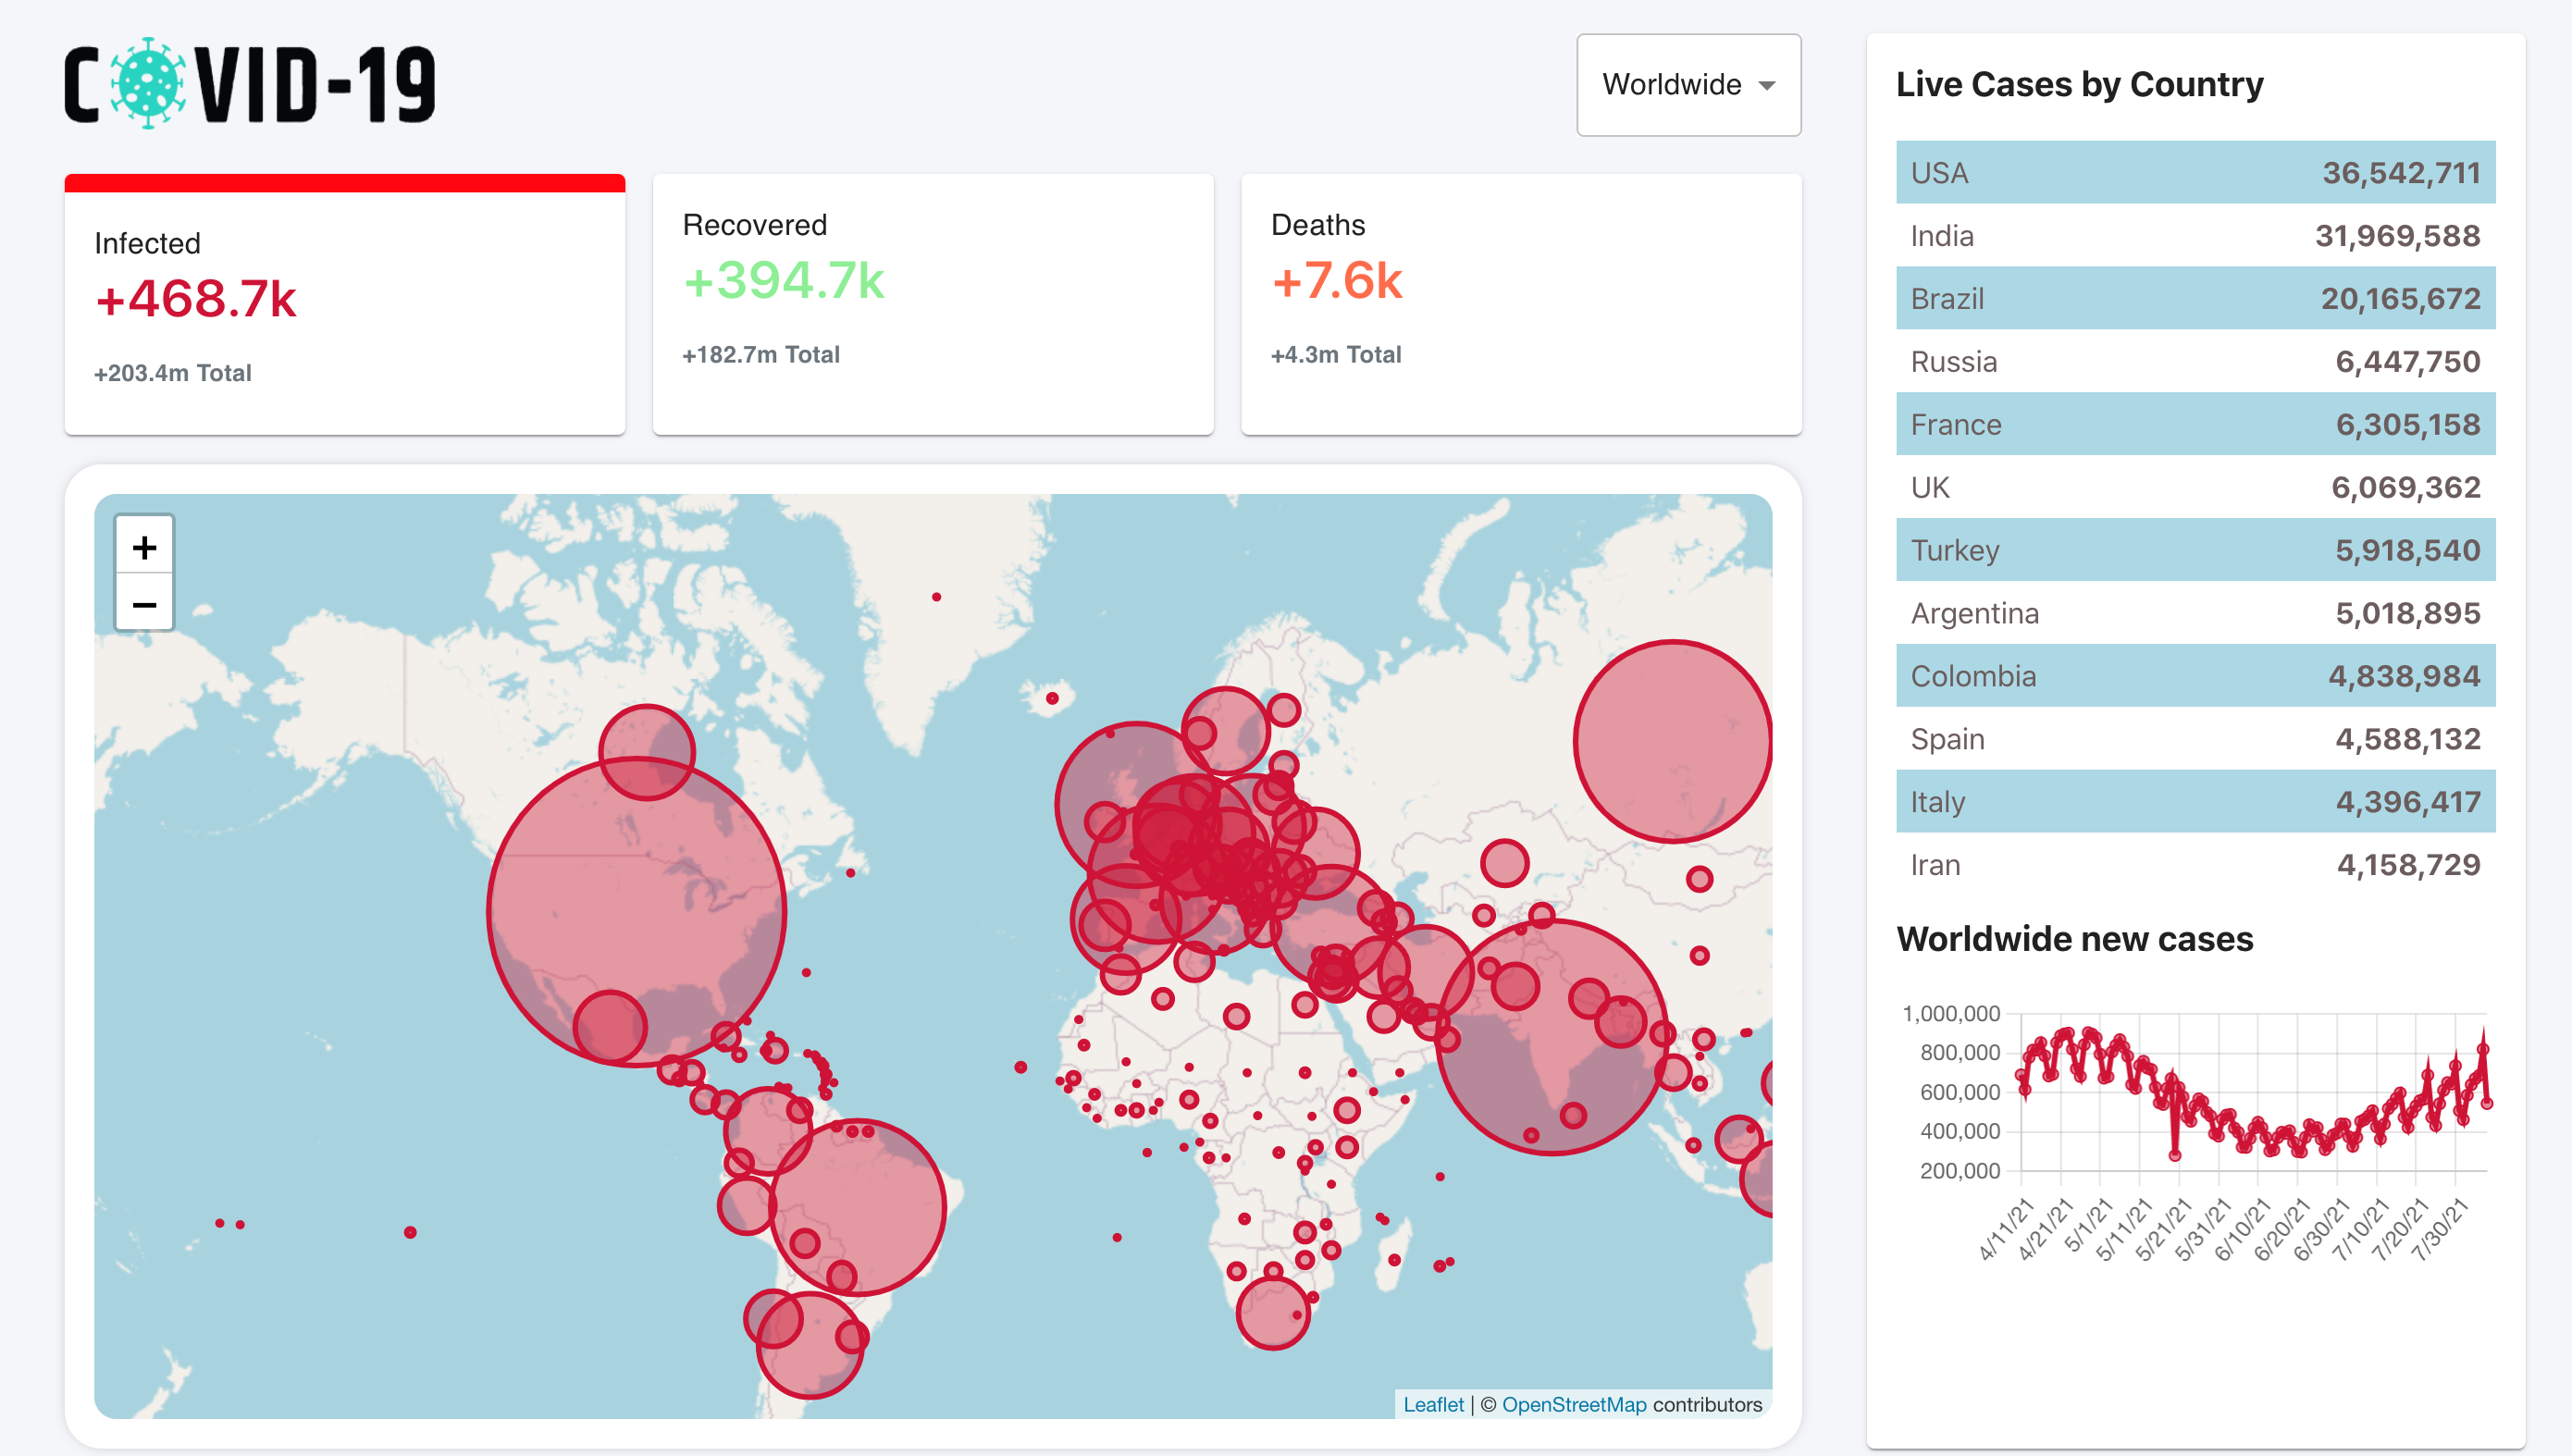 COVID-19
Worldwide
Infected
+468.7k
+203.4m Total
Recovered
+394.7k
+182.7m Total
Deaths
+7.6k
+4.3m Total
+
−
Leaflet | © OpenStreetMap contributors
Live Cases by Country
USA 36,542,711
India 31,969,588
Brazil 20,165,672
Russia 6,447,750
France 6,305,158
UK 6,069,362
Turkey 5,918,540
Argentina 5,018,895
Colombia 4,838,984
Spain 4,588,132
Italy 4,396,417
Iran 4,158,729
Worldwide new cases
1,000,000
800,000
600,000
400,000
200,000
4/11/21
4/21/21
5/1/21
5/11/21
5/21/21
5/31/21
6/10/21
6/20/21
6/30/21
7/10/21
7/20/21
7/30/21